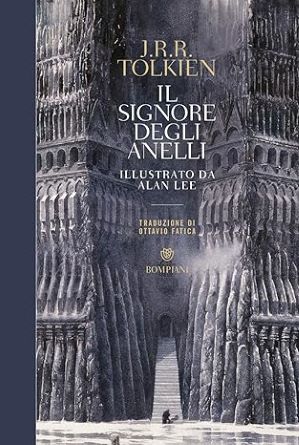 J.R.R.
TOLKIEN
IL
SIGNORE
DEGLI
ANELLI
ILLUSTRATO DA
ALAN LEE
TRADUZIONE DI
OTTAVIO FATICA
BOMPIANI